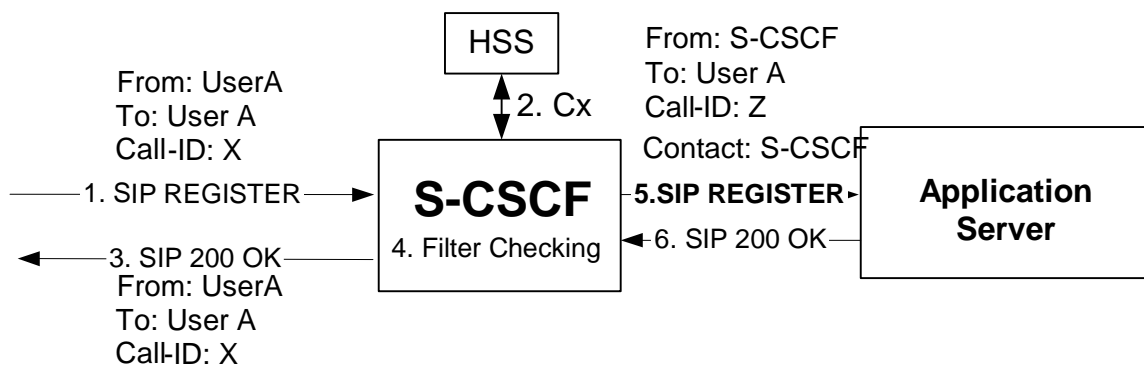 HSS
2. Cx
From: UserA
To: User A
Call-ID: X
1. SIP REGISTER
S-CSCF
4. Filter Checking
3. SIP 200 OK
From: UserA
To: User A
Call-ID: X
From: S-CSCF
To: User A
Call-ID: Z
Contact: S-CSCF
5.SIP REGISTER
6. SIP 200 OK
Application
Server